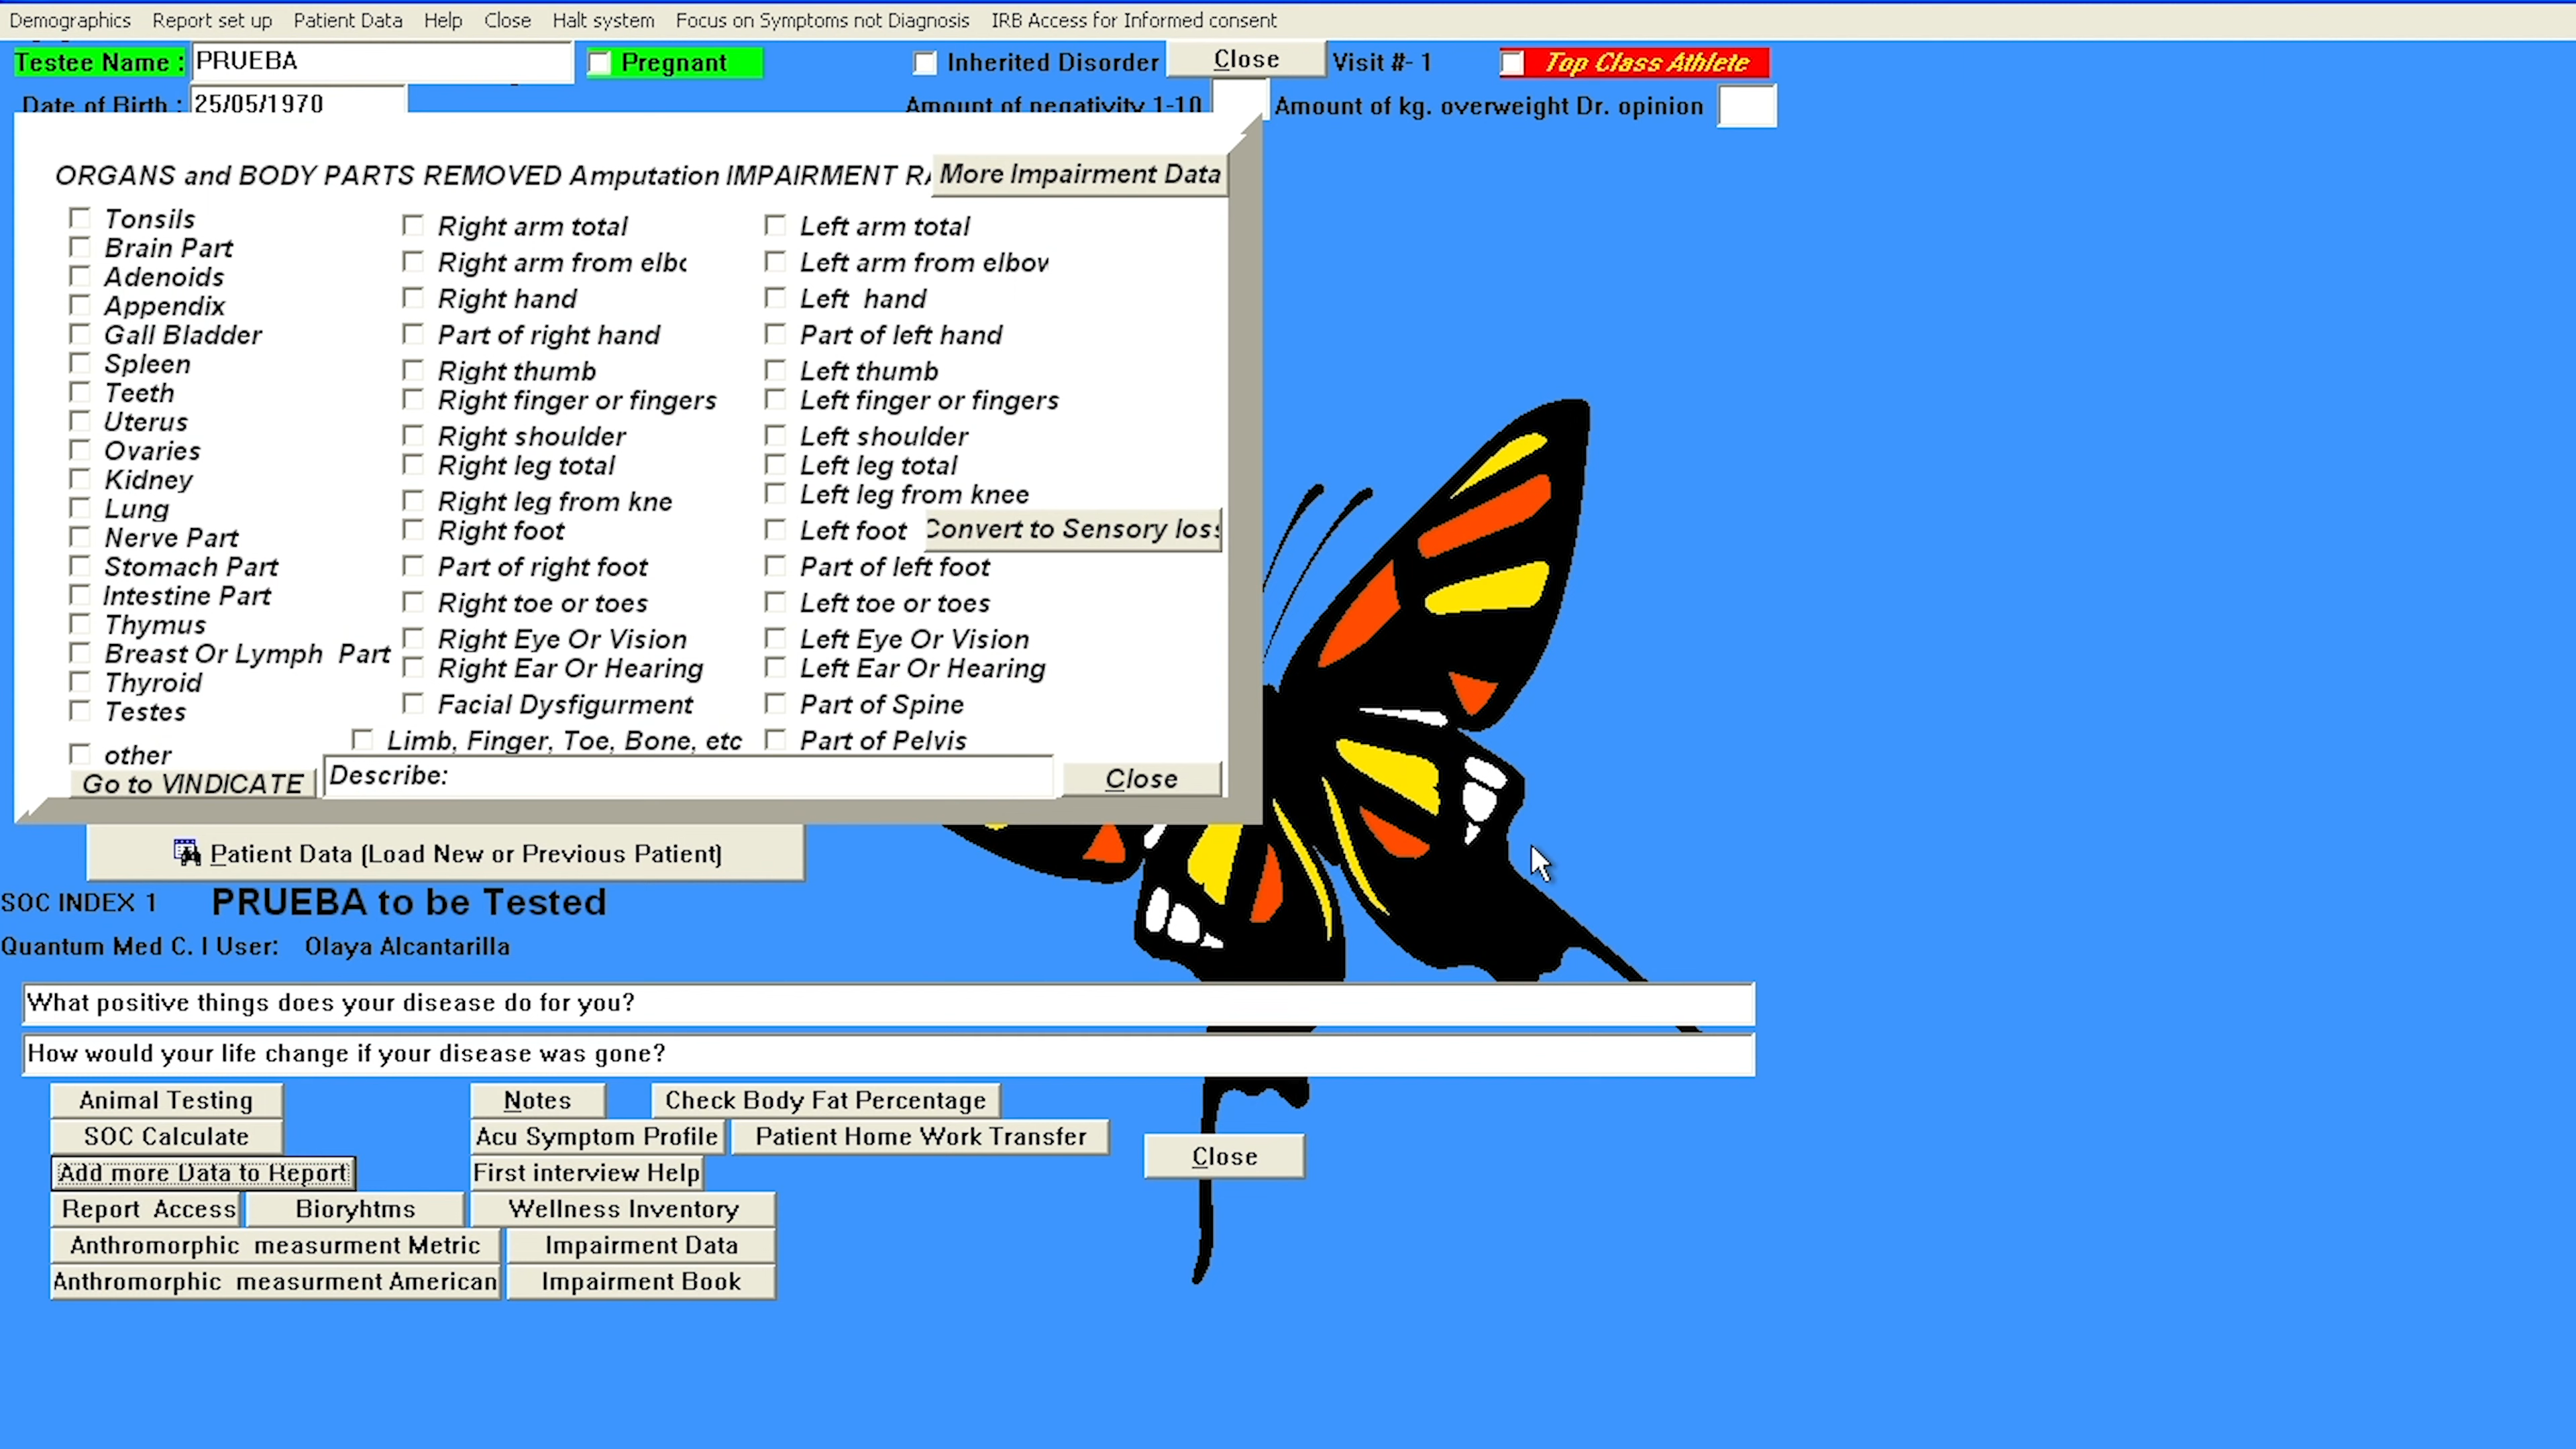 Demographics Report set up Patient Data Help Close Halt system Focus on Symptoms not Diagnosis IRB Access for Informed consent
Testee Name : PRUEBA Pregnant Inherited Disorder Close Visit #- 1 Top Class Athlete
Date of Birth : 25/05/1970 Amount of negativity 1-10 Amount of kg. overweight Dr. opinion
ORGANS and BODY PARTS REMOVED Amputation IMPAIRMENT RA More Impairment Data
Tonsils Right arm total Left arm total
Brain Part Right arm from elbo Left arm from elbow
Adenoids Right hand Left hand
Appendix Part of right hand Part of left hand
Gall Bladder Right thumb Left thumb
Spleen Right finger or fingers Left finger or fingers
Teeth Right shoulder Left shoulder
Uterus Right leg total Left leg total
Ovaries Right leg from kne Left leg from knee
Kidney Right foot Left foot Convert to Sensory loss
Lung Part of right foot Part of left foot
Nerve Part Right toe or toes Left toe or toes
Stomach Part Right Eye Or Vision Left Eye Or Vision
Intestine Part Right Ear Or Hearing Left Ear Or Hearing
Thymus Facial Dysfigurment Part of Spine
Breast Or Lymph Part Limb, Finger, Toe, Bone, etc Part of Pelvis
Thyroid
Testes
other
Go to VINDICATE Describe: Close
Patient Data (Load New or Previous Patient)
SOC INDEX 1 PRUEBA to be Tested
Quantum Med C. I User: Olaya Alcantarilla
What positive things does your disease do for you?
How would your life change if your disease was gone?
Animal Testing Notes Check Body Fat Percentage
SOC Calculate Acu Symptom Profile Patient Home Work Transfer Close
Add more Data to Report First interview Help
Report Access Bioryhtms Wellness Inventory
Anthromorphic measurment Metric Impairment Data
Anthromorphic measurment American Impairment Book